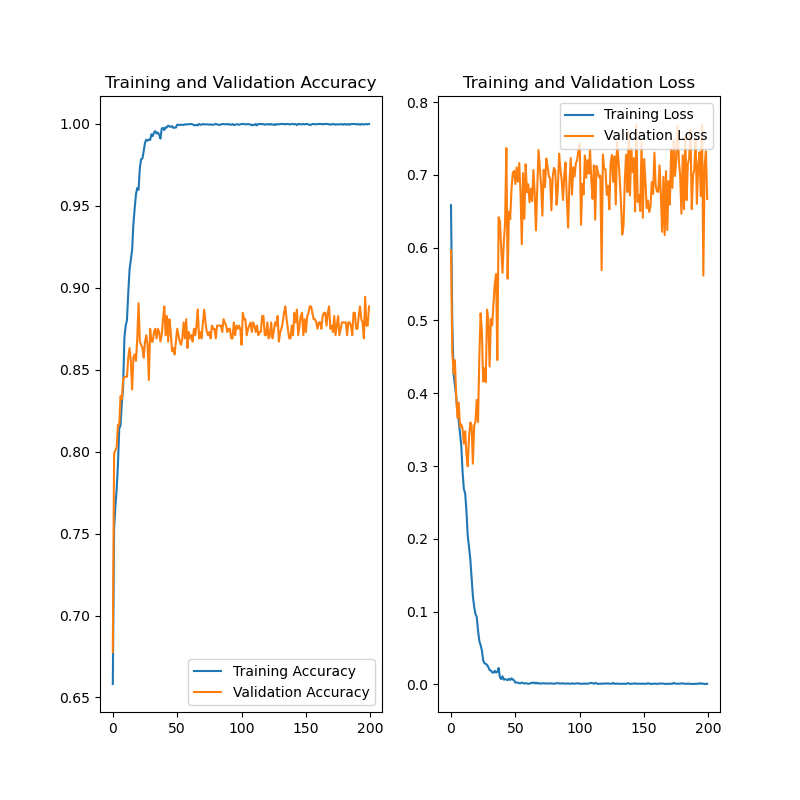 Training and Validation Accuracy
1.00
0.95
0.90
0.85
0.80
0.75
0.70
0.65
0 50 100 150 200
Training Accuracy
Validation Accuracy
Training and Validation Loss
0.8
0.7
0.6
0.5
0.4
0.3
0.2
0.1
0.0
0 50 100 150 200
Training Loss
Validation Loss